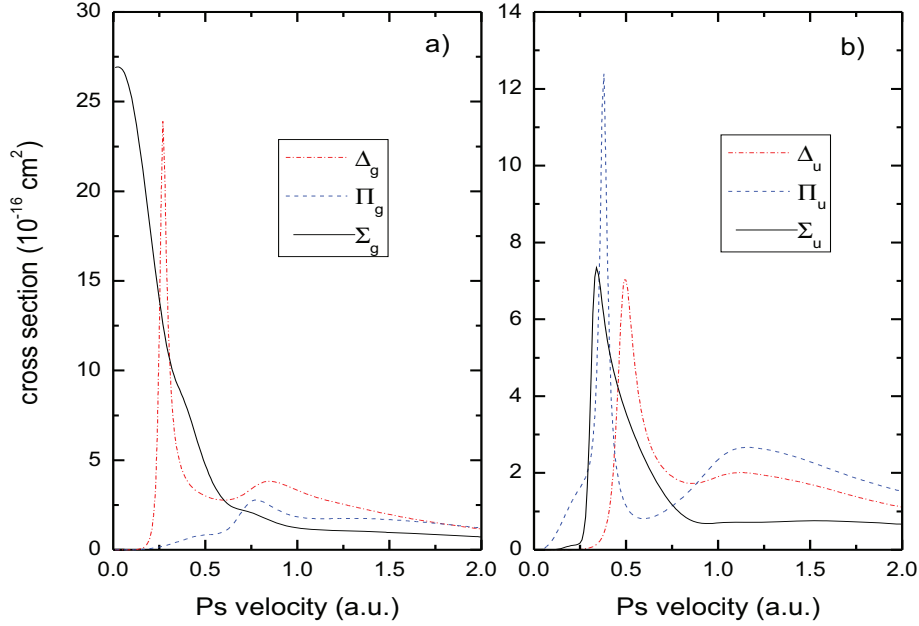 a)
b)
30
25
20
15
10
5
0
14
12
10
8
6
4
2
0
Δg
Πg
Σg
Δu
Πu
Σu
cross section (10⁻¹⁶ cm²)
0.0 0.5 1.0 1.5 2.0
0.0 0.5 1.0 1.5 2.0
Ps velocity (a.u.)
Ps velocity (a.u.)